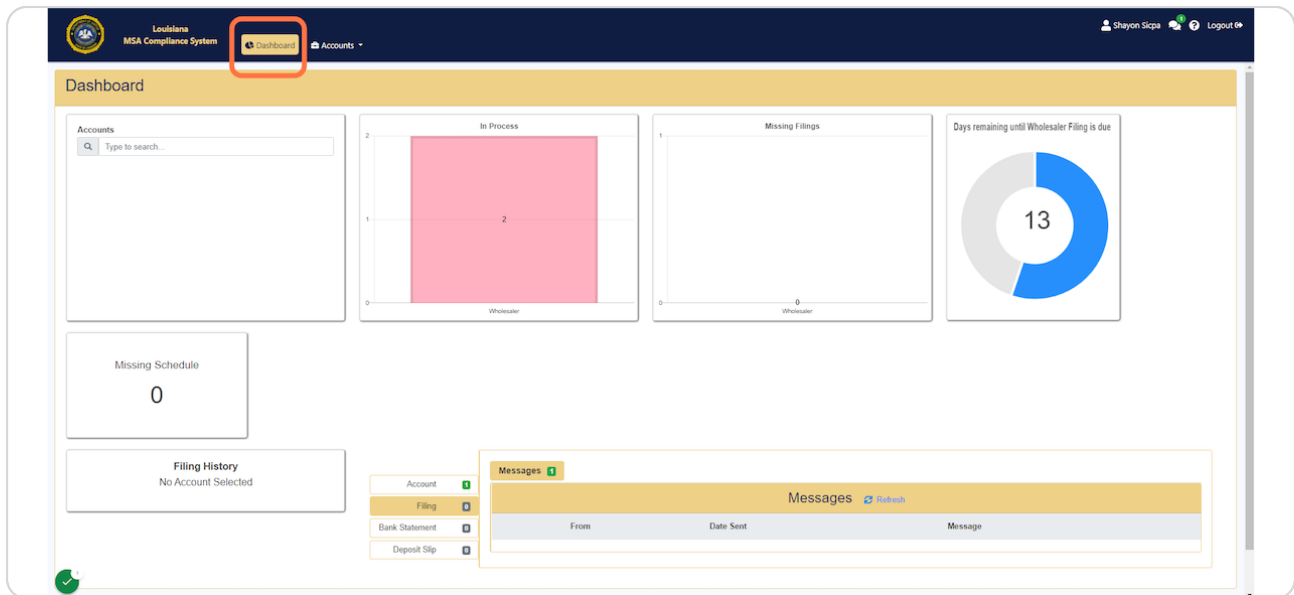 Louisiana
MSA Compliance System
Dashboard
Accounts
Shayon Sicpa
1
Logout
Dashboard
Accounts
Type to search...
In Process
2
1
0
2
Wholesaler
Missing Filings
1
0
0
Wholesaler
Days remaining until Wholesaler Filing is due
13
Missing Schedule
0
Filing History
No Account Selected
Account 1
Filing 0
Bank Statement 0
Deposit Slip 0
Messages 1
Messages Refresh
From Date Sent Message